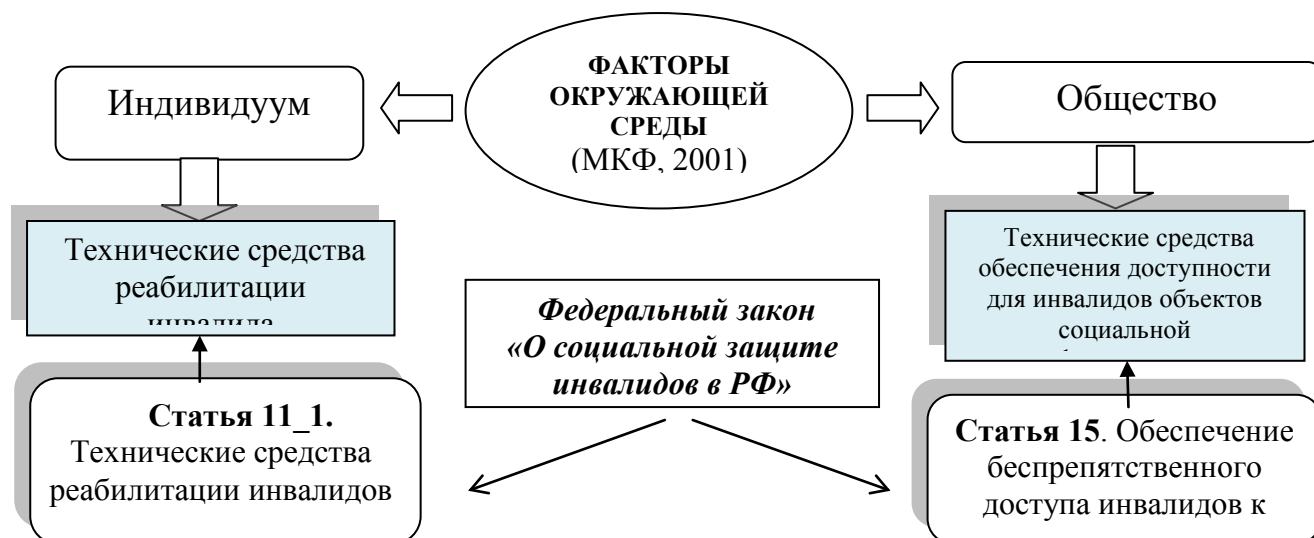 Индивидуум
ФАКТОРЫ
ОКРУЖАЮЩЕЙ
СРЕДЫ
(МКФ, 2001)
Общество
Технические средства
реабилитации
инвалида
Технические средства
обеспечения доступности
для инвалидов объектов
социальной
Федеральный закон
«О социальной защите
инвалидов в РФ»
Статья 11_1.
Технические средства
реабилитации инвалидов
Статья 15. Обеспечение
беспрепятственного
доступа инвалидов к